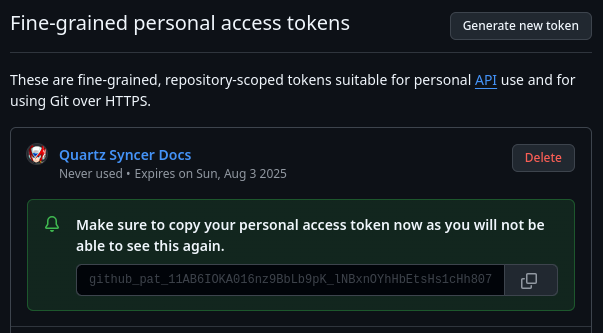 Fine-grained personal access tokens
Generate new token
These are fine-grained, repository-scoped tokens suitable for personal API use and for
using Git over HTTPS.
Quartz Syncer Docs
Delete
Never used • Expires on Sun, Aug 3 2025
Make sure to copy your personal access token now as you will not be
able to see this again.
github_pat_11AB6IOKA016nz9BbLb9pK_lNBxnOYhHbEtsHs1cHh807